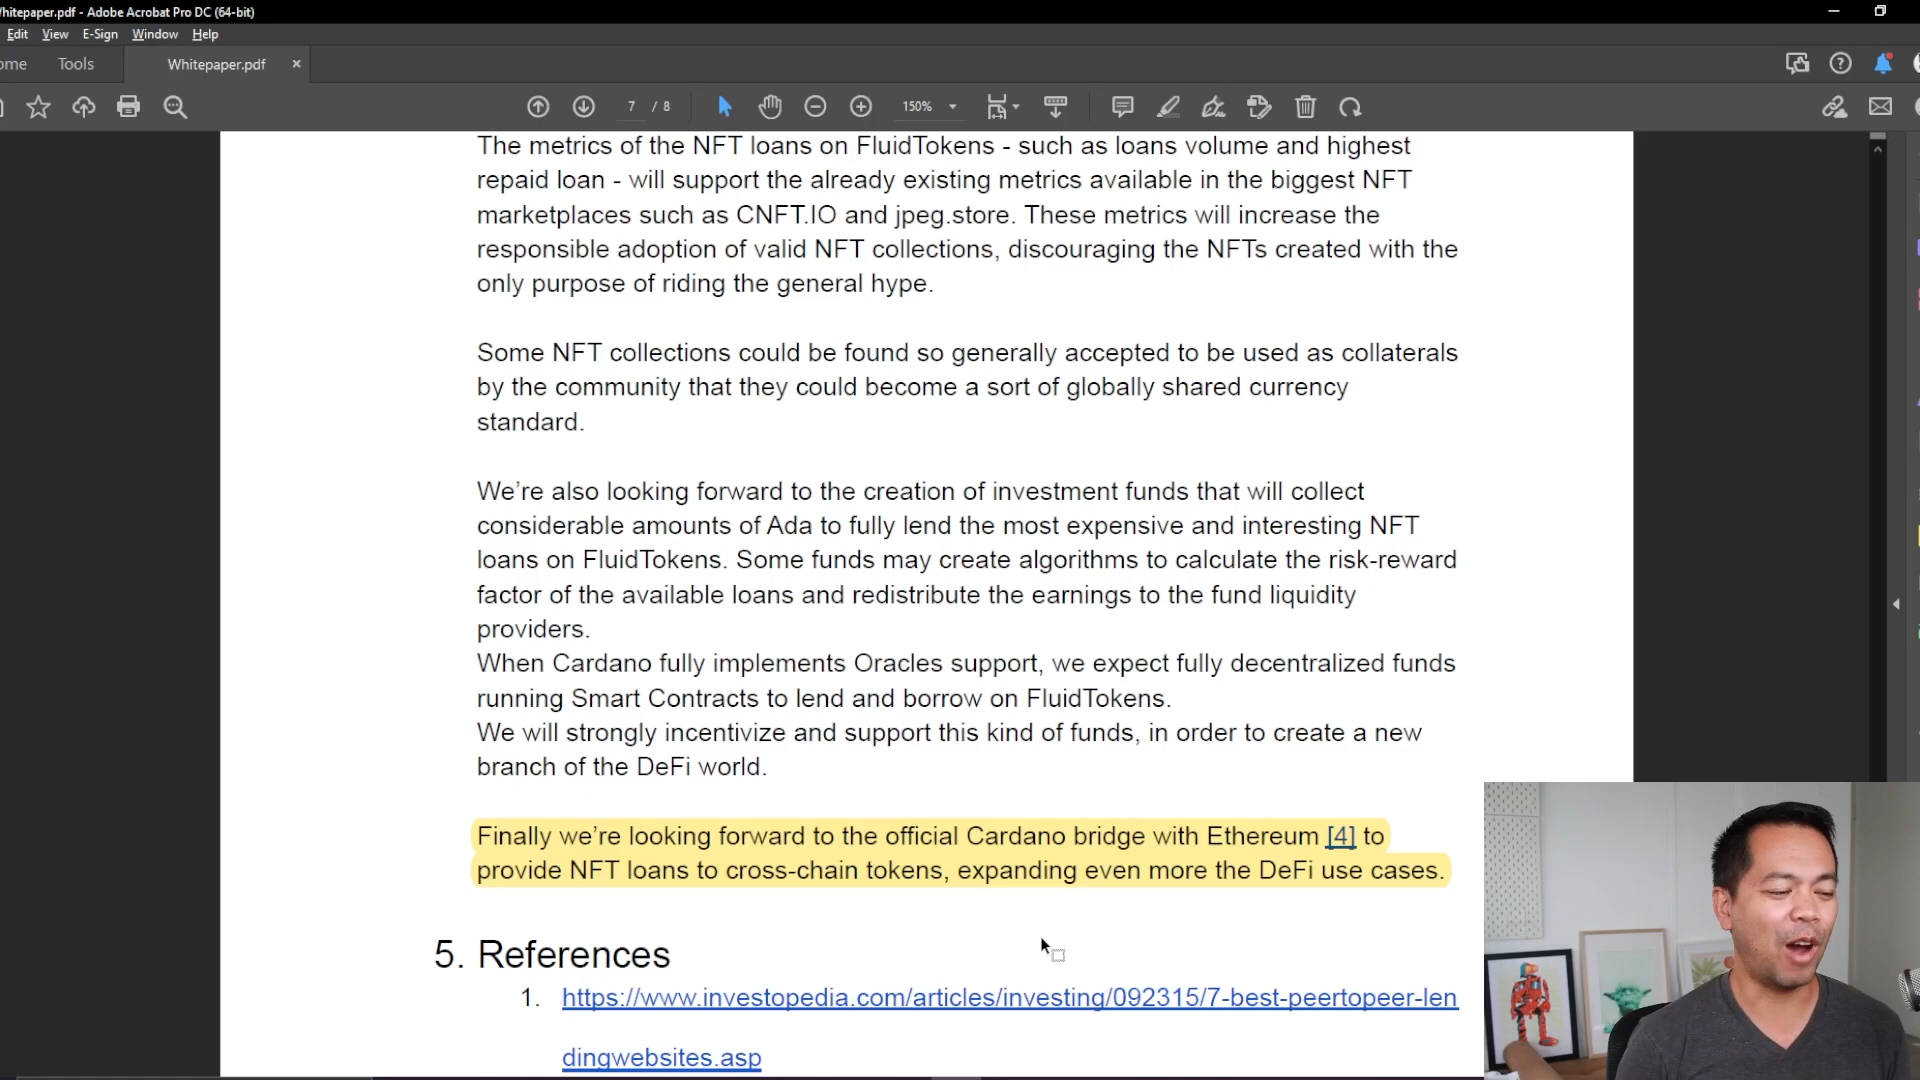 Whitepaper.pdf - Adobe Acrobat Pro DC (64-bit)
Edit View E-Sign Window Help
Tools Whitepaper.pdf
7 / 8 150%
The metrics of the NFT loans on FluidTokens - such as loans volume and highest
repaid loan - will support the already existing metrics available in the biggest NFT
marketplaces such as CNFT.IO and jpeg.store. These metrics will increase the
responsible adoption of valid NFT collections, discouraging the NFTs created with the
only purpose of riding the general hype.
Some NFT collections could be found so generally accepted to be used as collaterals
by the community that they could become a sort of globally shared currency
standard.
We're also looking forward to the creation of investment funds that will collect
considerable amounts of Ada to fully lend the most expensive and interesting NFT
loans on FluidTokens. Some funds may create algorithms to calculate the risk-reward
factor of the available loans and redistribute the earnings to the fund liquidity
providers.
When Cardano fully implements Oracles support, we expect fully decentralized funds
running Smart Contracts to lend and borrow on FluidTokens.
We will strongly incentivize and support this kind of funds, in order to create a new
branch of the DeFi world.
Finally we're looking forward to the official Cardano bridge with Ethereum [4] to
provide NFT loans to cross-chain tokens, expanding even more the DeFi use cases.
5. References
1. https://www.investopedia.com/articles/investing/092315/7-best-peertopeer-len
dingwebsites.asp